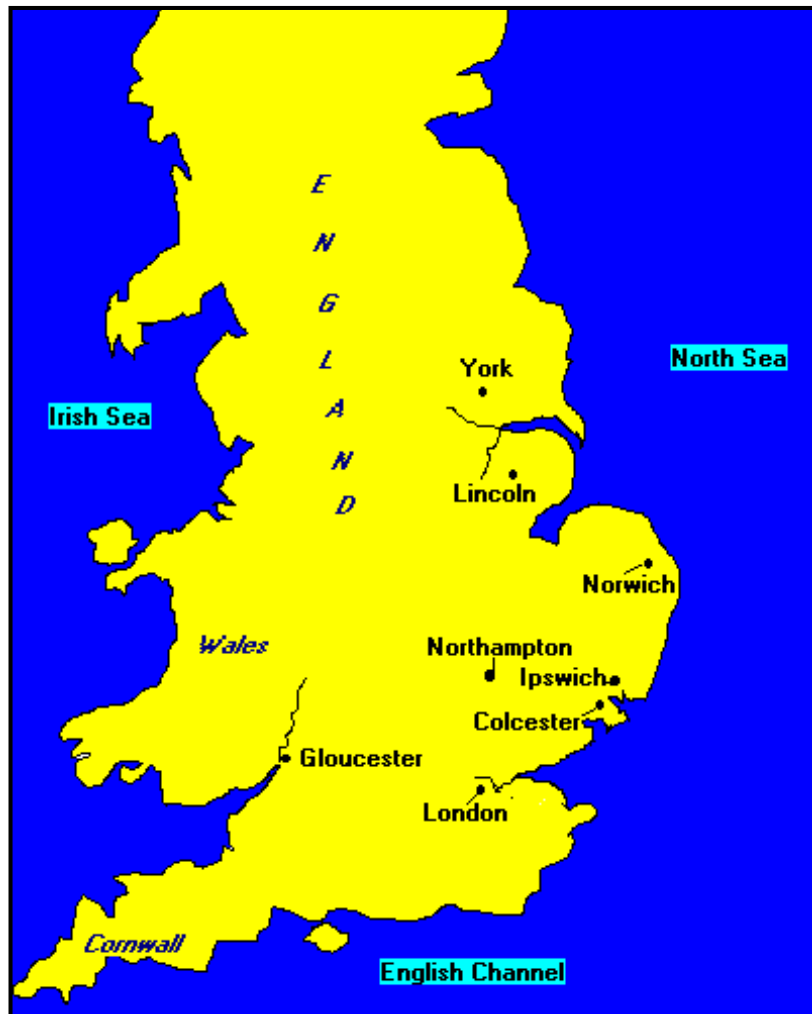 E
N
G
L
A
N
D
North Sea
York
Irish Sea
Lincoln
Norwich
Wales
Northampton
Ipswich
Colcester
Gloucester
London
Cornwall
English Channel